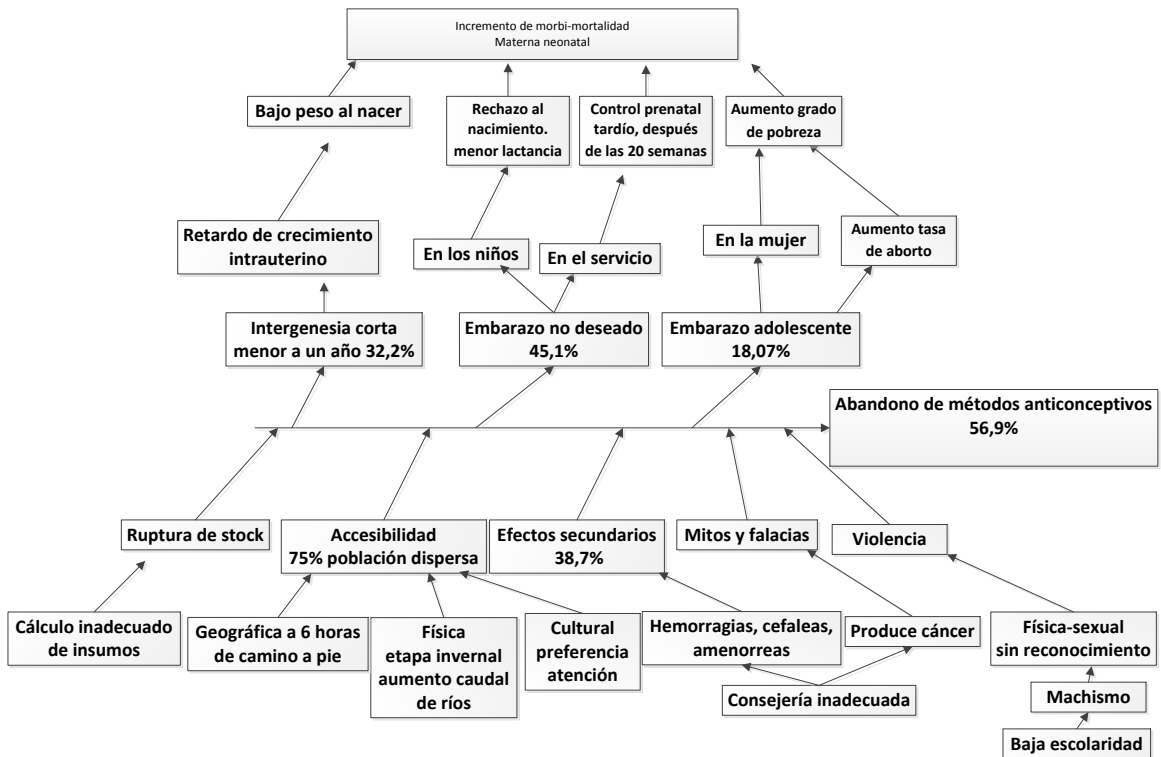 Incremento de morbi-mortalidad
Materna neonatal
Bajo peso al nacer
Rechazo al
nacimiento.
menor lactancia
Control prenatal
tardío, después
de las 20 semanas
Aumento grado
de pobreza
Retardo de crecimiento
intrauterino
En los niños
En el servicio
En la mujer
Aumento tasa
de aborto
Intergenesia corta
menor a un año 32,2%
Embarazo no deseado
45,1%
Embarazo adolescente
18,07%
Abandono de métodos anticonceptivos
56,9%
Ruptura de stock
Accesibilidad
75% población dispersa
Efectos secundarios
38,7%
Mitos y falacias
Violencia
Cálculo inadecuado
de insumos
Geográfica a 6 horas
de camino a pie
Física
etapa invernal
aumento caudal
de ríos
Cultural
preferencia
atención
Hemorragias, cefaleas,
amenorreas
Produce cáncer
Física-sexual
sin reconocimiento
Consejería inadecuada
Machismo
Baja escolaridad